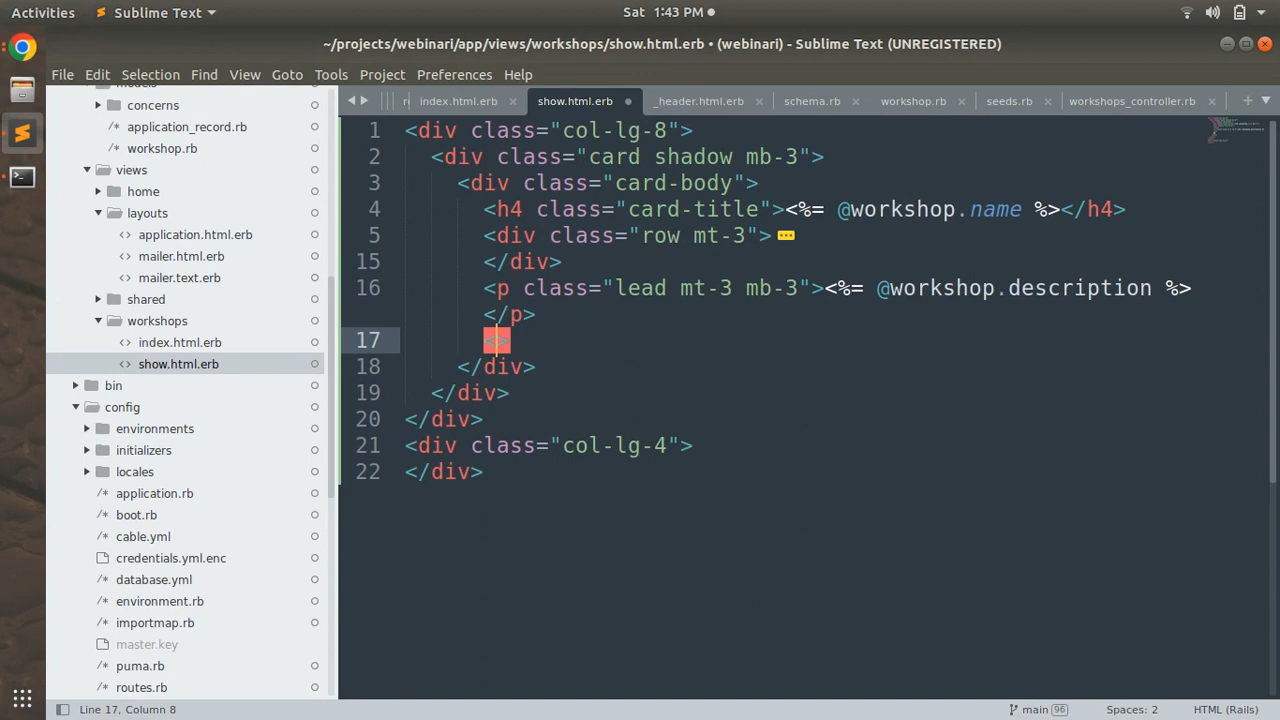 Activities Sublime Text Sat 1:43 PM
~/projects/webinari/app/views/workshops/show.html.erb • (webinari) - Sublime Text (UNREGISTERED)
File Edit Selection Find View Goto Tools Project Preferences Help
index.html.erb show.html.erb _header.html.erb schema.rb workshop.rb seeds.rb workshops_controller.rb
models
concerns
application_record.rb
workshop.rb
views
home
layouts
application.html.erb
mailer.html.erb
mailer.text.erb
shared
workshops
index.html.erb
show.html.erb
bin
config
environments
initializers
locales
application.rb
boot.rb
cable.yml
credentials.yml.enc
database.yml
environment.rb
importmap.rb
master.key
puma.rb
routes.rb
1 <div class="col-lg-8">
2 <div class="card shadow mb-3">
3 <div class="card-body">
4 <h4 class="card-title"><%= @workshop.name %></h4>
5 <div class="row mt-3">
15 </div>
16 <p class="lead mt-3 mb-3"><%= @workshop.description %>
</p>
17 <>
18 </div>
19 </div>
20 </div>
21 <div class="col-lg-4">
22 </div>
Line 17, Column 8 main 96 Spaces: 2 HTML (Rails)